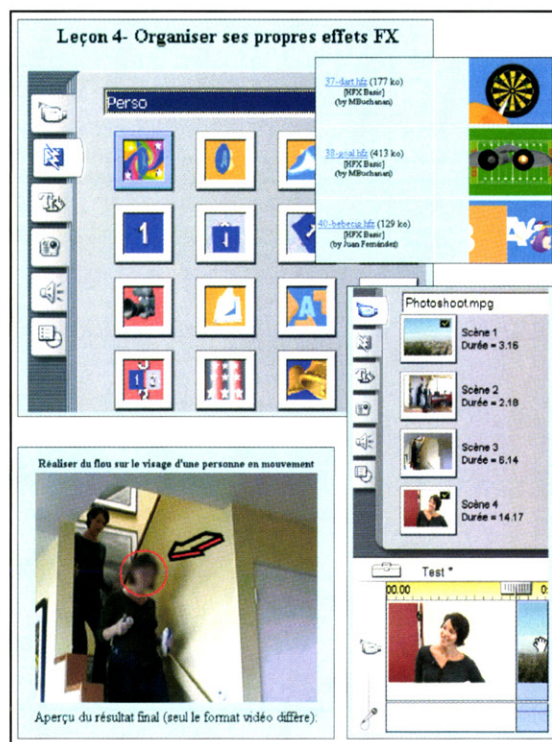 Leçon 4- Organiser ses propres effets FX
Perso
37-dart.hfz (177 ko)
[HFX Basic]
(by MBuchanan)
38-goal.hfz (413 ko)
[HFX Basic]
(by MBuchanan)
40-bebecus.hfz (129 ko)
[HFX Basic]
(by Juan Fernández)
Photoshoot.mpg
Scène 1
Durée = 3.16
Scène 2
Durée = 2.18
Scène 3
Durée = 6.14
Scène 4
Durée = 14.17
Réaliser du flou sur le visage d'une personne en mouvement
Aperçu du résultat final (seul le format vidéo diffère):
Test *
00.00
0: